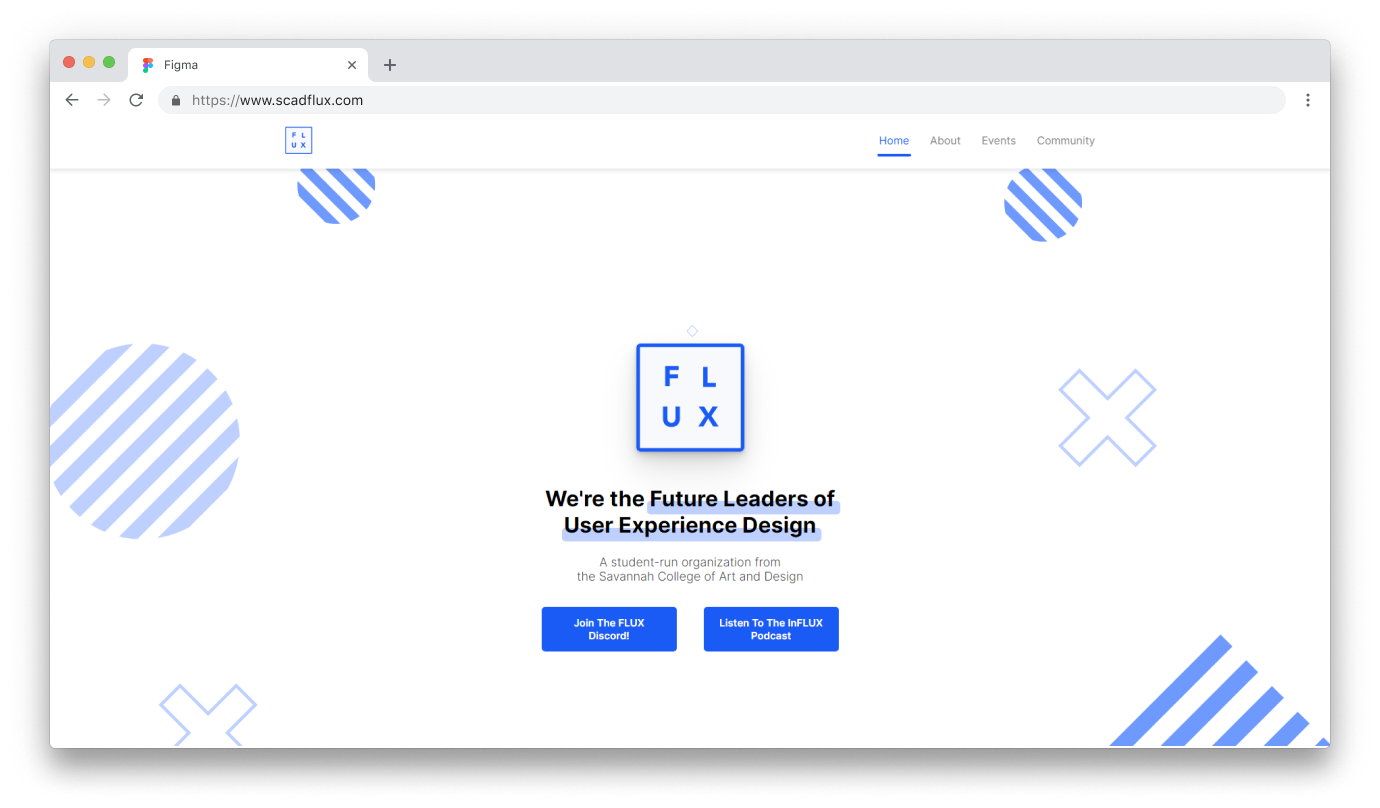 Figma
https://www.scadflux.com
F L
U X
Home About Events Community
F L
U X
We're the Future Leaders of
User Experience Design
A student-run organization from
the Savannah College of Art and Design
Join The FLUX
Discord!
Listen To The InFLUX
Podcast